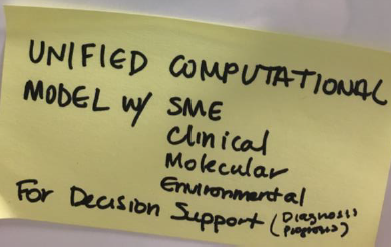 UNIFIED COMPUTATIONAL
MODEL W/ SME
Clinical
Molecular
Environmental
For Decision Support (Diagnosis
Prognosis)